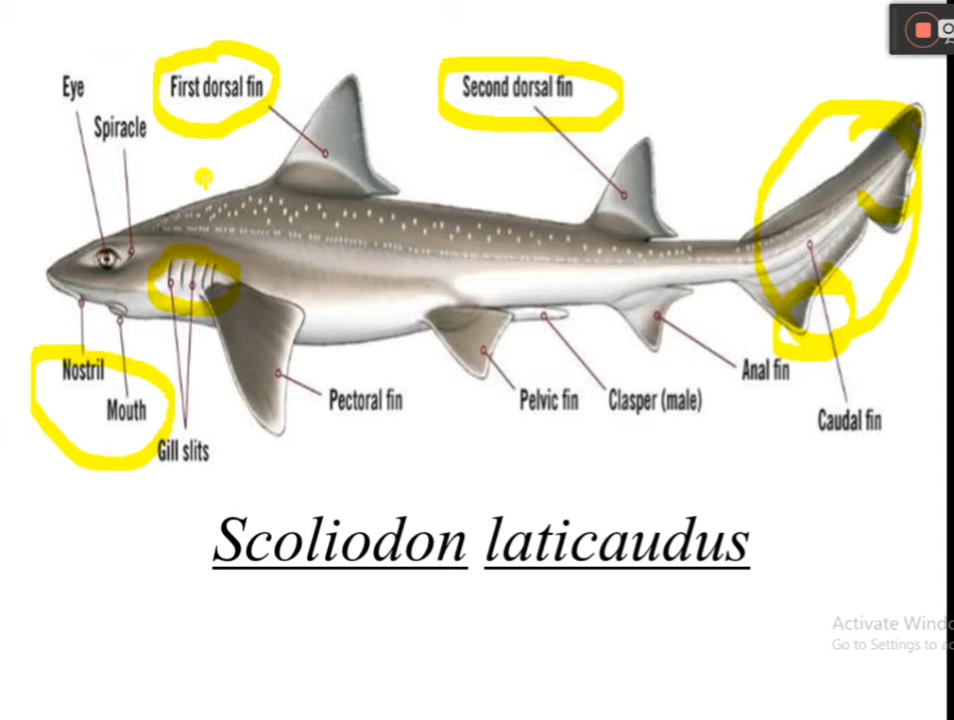 Eye
First dorsal fin
Second dorsal fin
Spiracle
Nostril
Mouth
Gill slits
Pectoral fin
Pelvic fin
Clasper (male)
Anal fin
Caudal fin
Scoliodon laticaudus
Activate Windo
Go to Settings to a